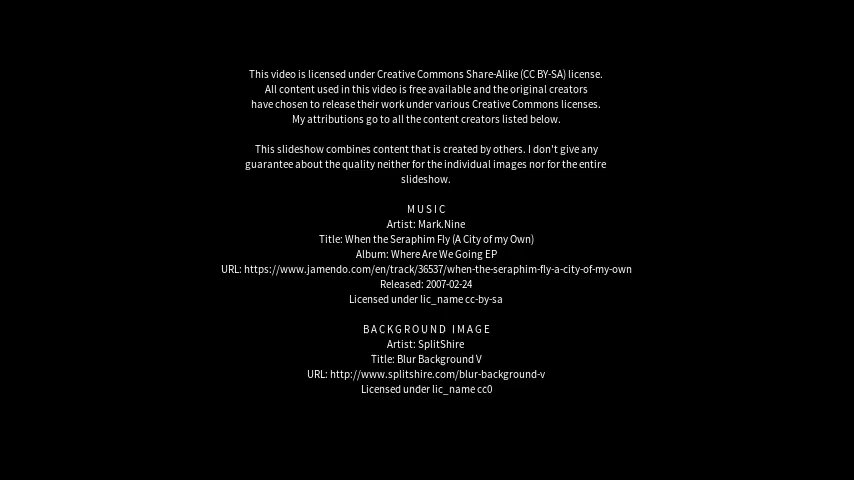 This video is licensed under Creative Commons Share-Alike (CC BY-SA) license.
All content used in this video is free available and the original creators
have chosen to release their work under various Creative Commons licenses.
My attributions go to all the content creators listed below.
This slideshow combines content that is created by others. I don't give any
guarantee about the quality neither for the individual images nor for the entire
slideshow.
MUSIC
Artist: Mark.Nine
Title: When the Seraphim Fly (A City of my Own)
Album: Where Are We Going EP
URL: https://www.jamendo.com/en/track/36537/when-the-seraphim-fly-a-city-of-my-own
Released: 2007-02-24
Licensed under lic_name cc-by-sa
BACKGROUND IMAGE
Artist: SplitShire
Title: Blur Background V
URL: http://www.splitshire.com/blur-background-v
Licensed under lic_name cc0